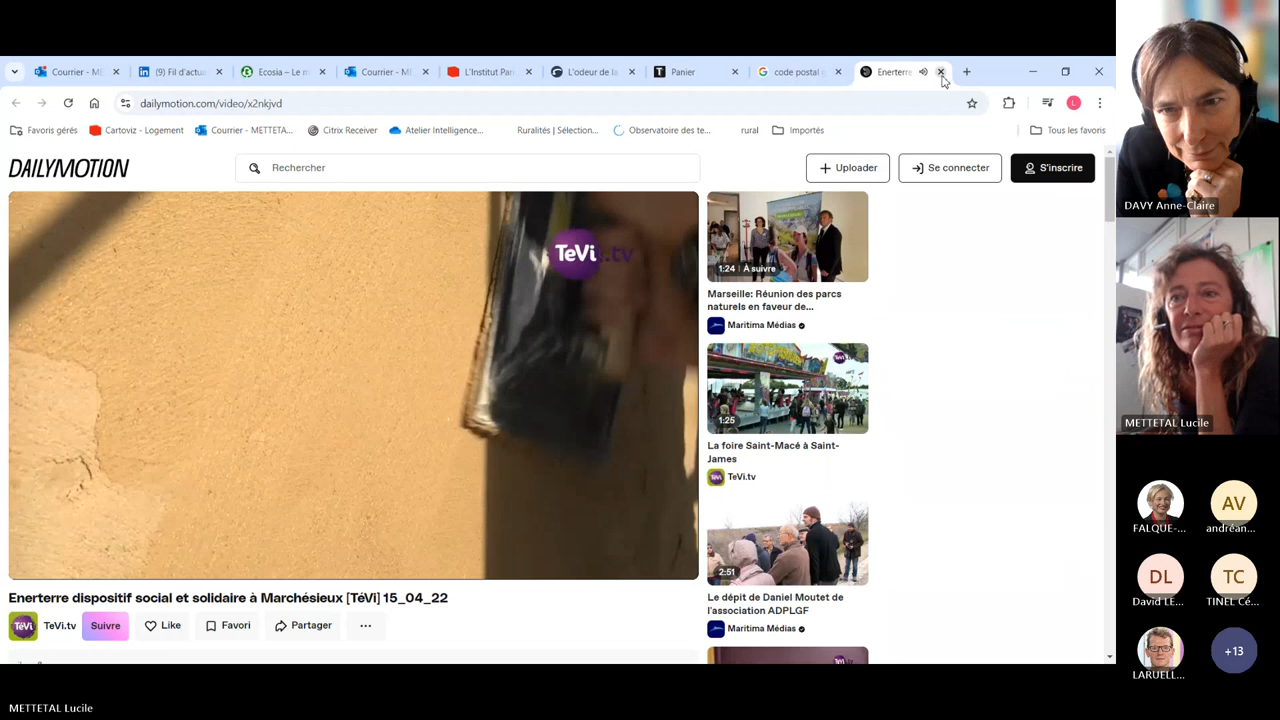 Courrier - ME
(9) Fil d'actu
Ecosia – Le m
Courrier - ME
L'Institut Pari
L'odeur de la
Panier
code postal g
Enerterre
dailymotion.com/video/x2nkjvd
L
Favoris gérés
Cartoviz - Logement
Courrier - METTETA...
Citrix Receiver
Atelier Intelligence...
Ruralités | Sélection...
Observatoire des te...
rural
Importés
Tous les favoris
DAILYMOTION
Rechercher
Uploader
Se connecter
S'inscrire
TeVi.tv
1:24 | À suivre
Marseille: Réunion des parcs
naturels en faveur de...
Maritima Médias
1:25
La foire Saint-Macé à Saint-
James
TeVi.tv
2:51
Le dépit de Daniel Moutet de
l'association ADPLGF
Maritima Médias
Enerterre dispositif social et solidaire à Marchésieux [TéVi] 15_04_22
TeVi.tv
Suivre
Like
Favori
Partager
DAVY Anne-Claire
METTETAL Lucile
FALQUE-...
AV
andréan...
DL
David LE...
TC
TINEL Cé...
LARUELL...
+13
METTETAL Lucile